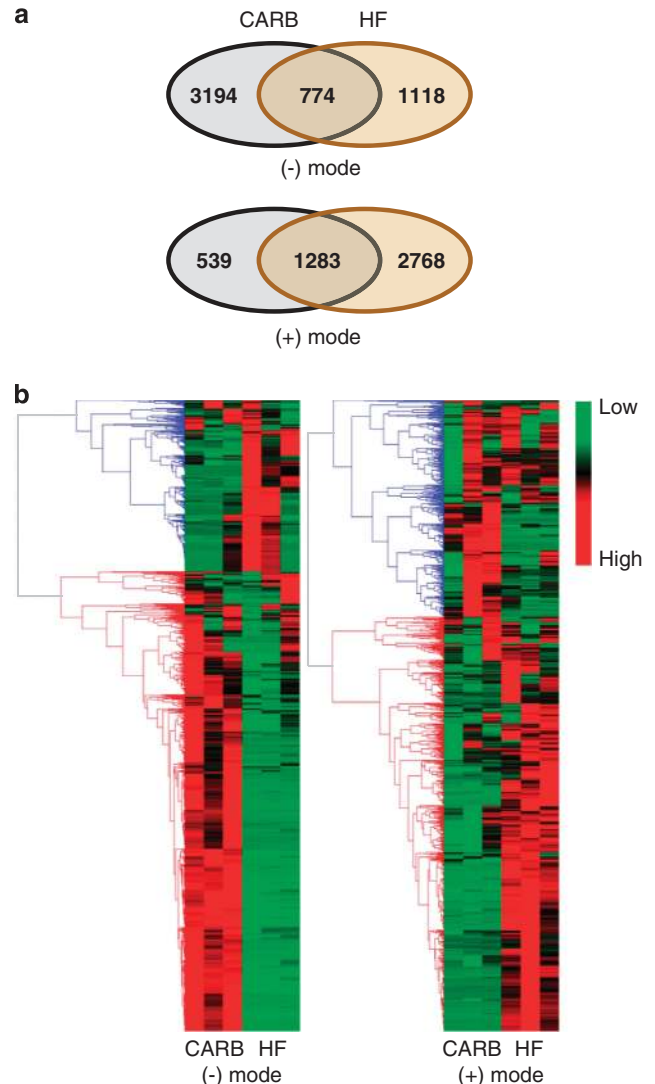 a
CARB HF
3194 774 1118
(-) mode
539 1283 2768
(+) mode
b
Low
High
CARB HF CARB HF
(-) mode (+) mode